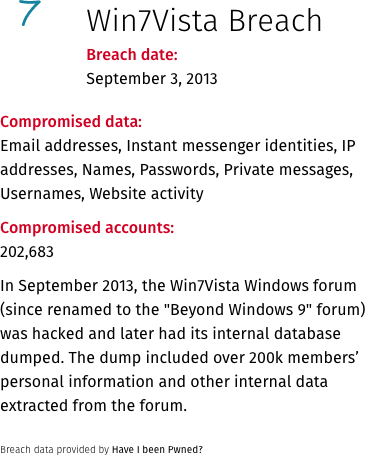 7
Win7Vista Breach
Breach date:
September 3, 2013
Compromised data:
Email addresses, Instant messenger identities, IP
addresses, Names, Passwords, Private messages,
Usernames, Website activity
Compromised accounts:
202,683
In September 2013, the Win7Vista Windows forum
(since renamed to the "Beyond Windows 9" forum)
was hacked and later had its internal database
dumped. The dump included over 200k members’
personal information and other internal data
extracted from the forum.
Breach data provided by Have I been Pwned?